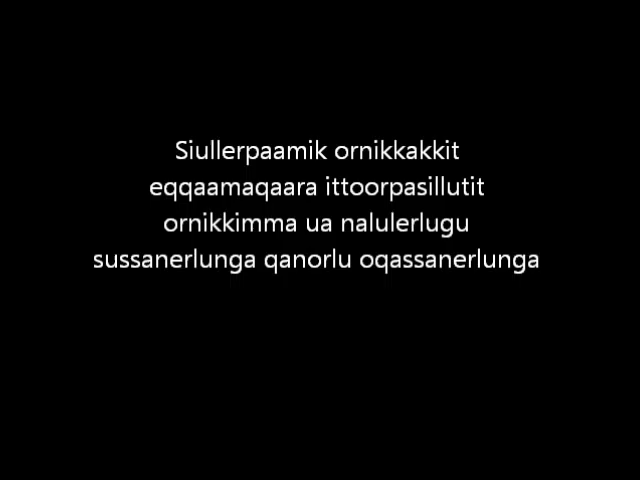 Siullerpaamik ornikkakkit
eqqaamaqaara ittoorpasillutit
ornikkimma ua nalulerlugu
sussanerlunga qanorlu oqassanerlunga